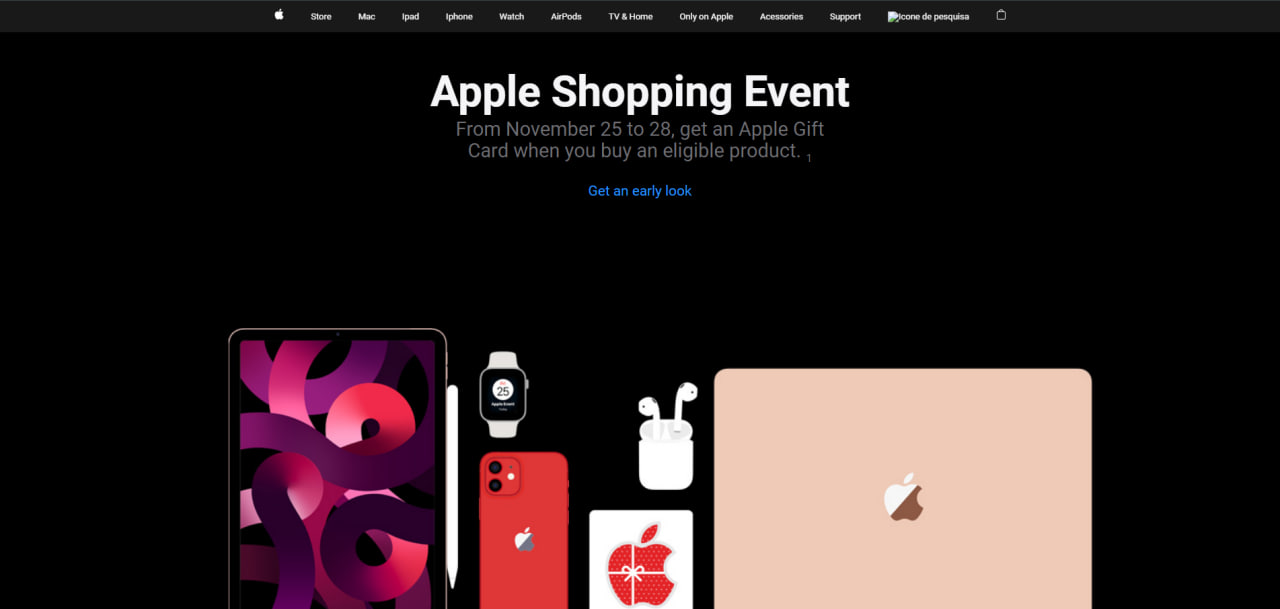 Store Mac Ipad Iphone Watch AirPods TV & Home Only on Apple Acessories Support Icone de pesquisa
Apple Shopping Event
From November 25 to 28, get an Apple Gift
Card when you buy an eligible product. 1
Get an early look
25
Apple Event